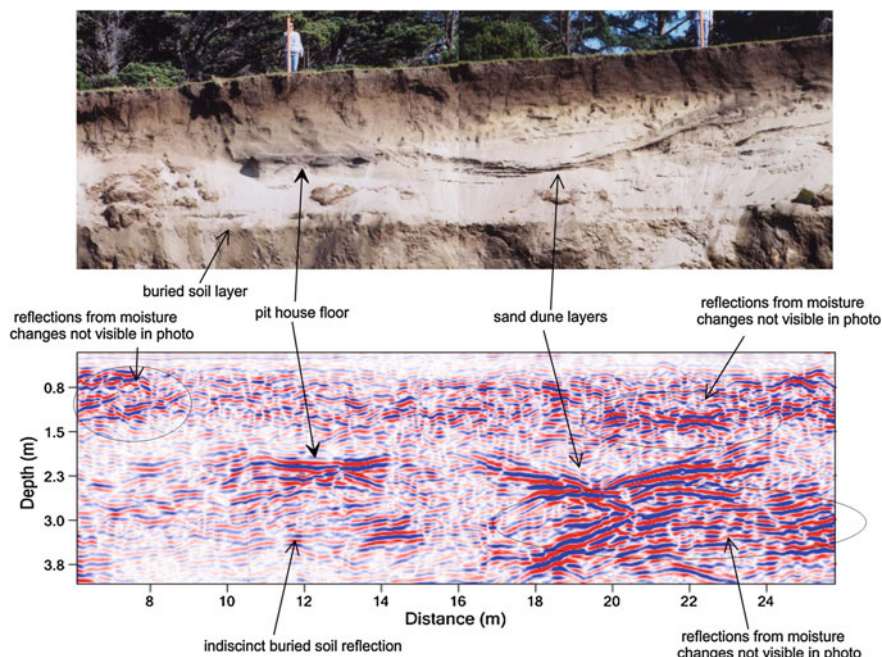 buried soil layer
pit house floor
sand dune layers
reflections from moisture
changes not visible in photo
reflections from moisture
changes not visible in photo
0.8
1.5
2.3
3.0
3.8
Depth (m)
8
10
12
14
16
18
20
22
24
Distance (m)
indiscinct buried soil reflection
reflections from moisture
changes not visible in photo